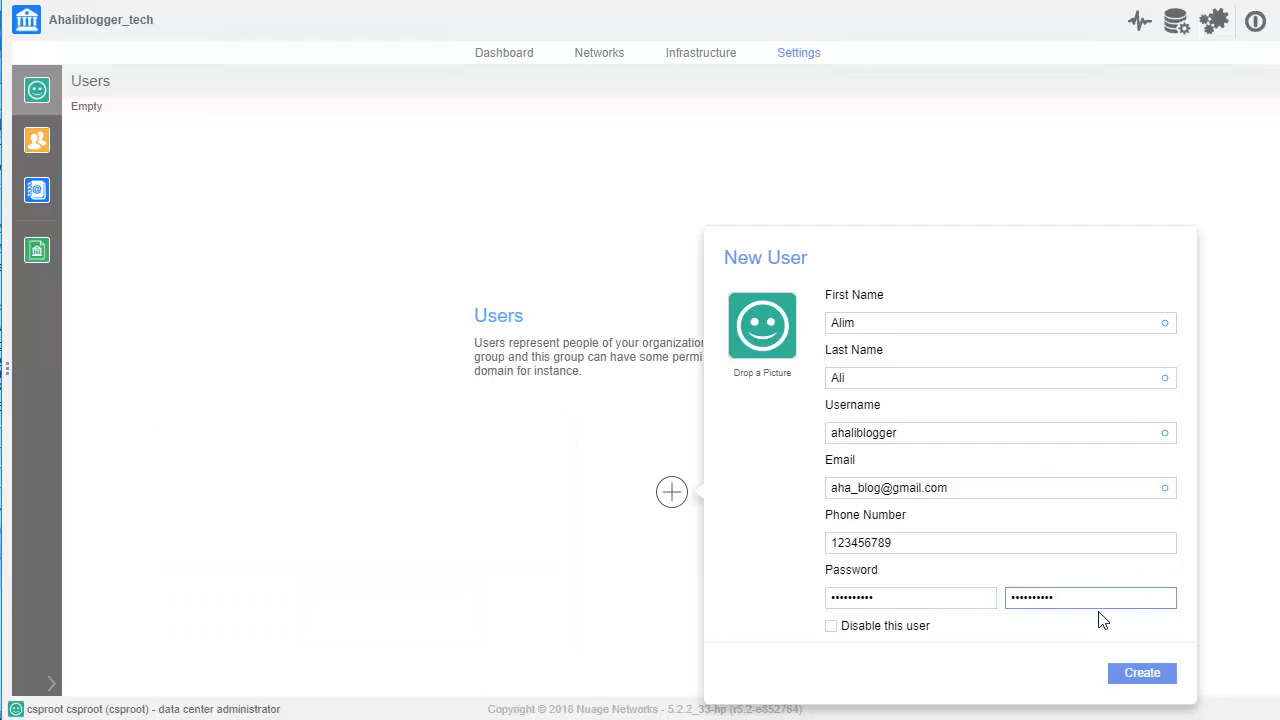 Ahaliblogger_tech
Dashboard
Networks
Infrastructure
Settings
Users
Empty
Users
Users represent people of your organization
group and this group can have some permi
domain for instance.
New User
Drop a Picture
First Name
Alim
Last Name
Ali
Username
ahaliblogger
Email
aha_blog@gmail.com
Phone Number
123456789
Password
•••••••••• ••••••••••
Disable this user
Create
csproot csproot (csproot) - data center administrator
Copyright © 2018 Nuage Networks - 5.2.2_33-hp (r5.2-e852764)